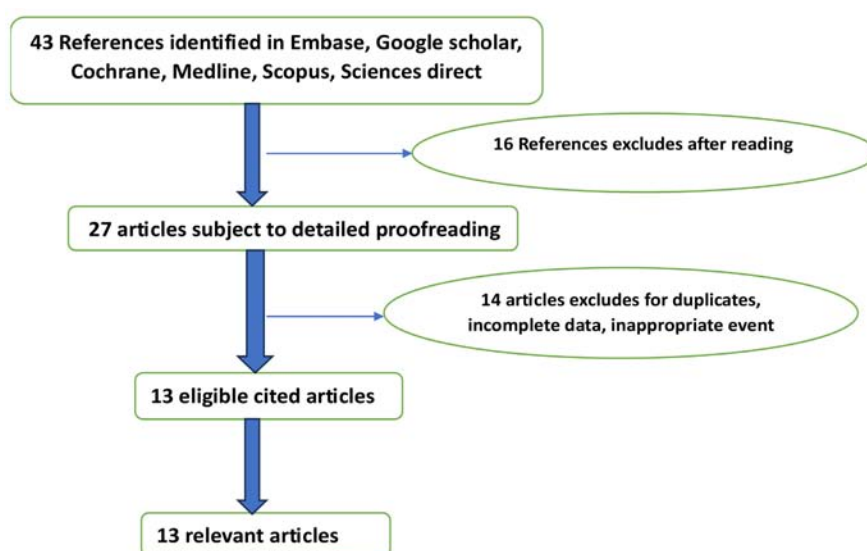 43 References identified in Embase, Google scholar,
Cochrane, Medline, Scopus, Sciences direct
16 References excludes after reading
27 articles subject to detailed proofreading
14 articles excludes for duplicates,
incomplete data, inappropriate event
13 eligible cited articles
13 relevant articles